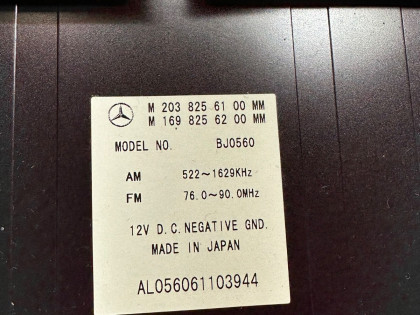 M 203 825 61 00 MM
M 169 825 62 00 MM
MODEL NO. BJ0560
AM 522～1629KHz
FM 76.0～90.0MHz
12V D.C.NEGATIVE GND.
MADE IN JAPAN
AL056061103944